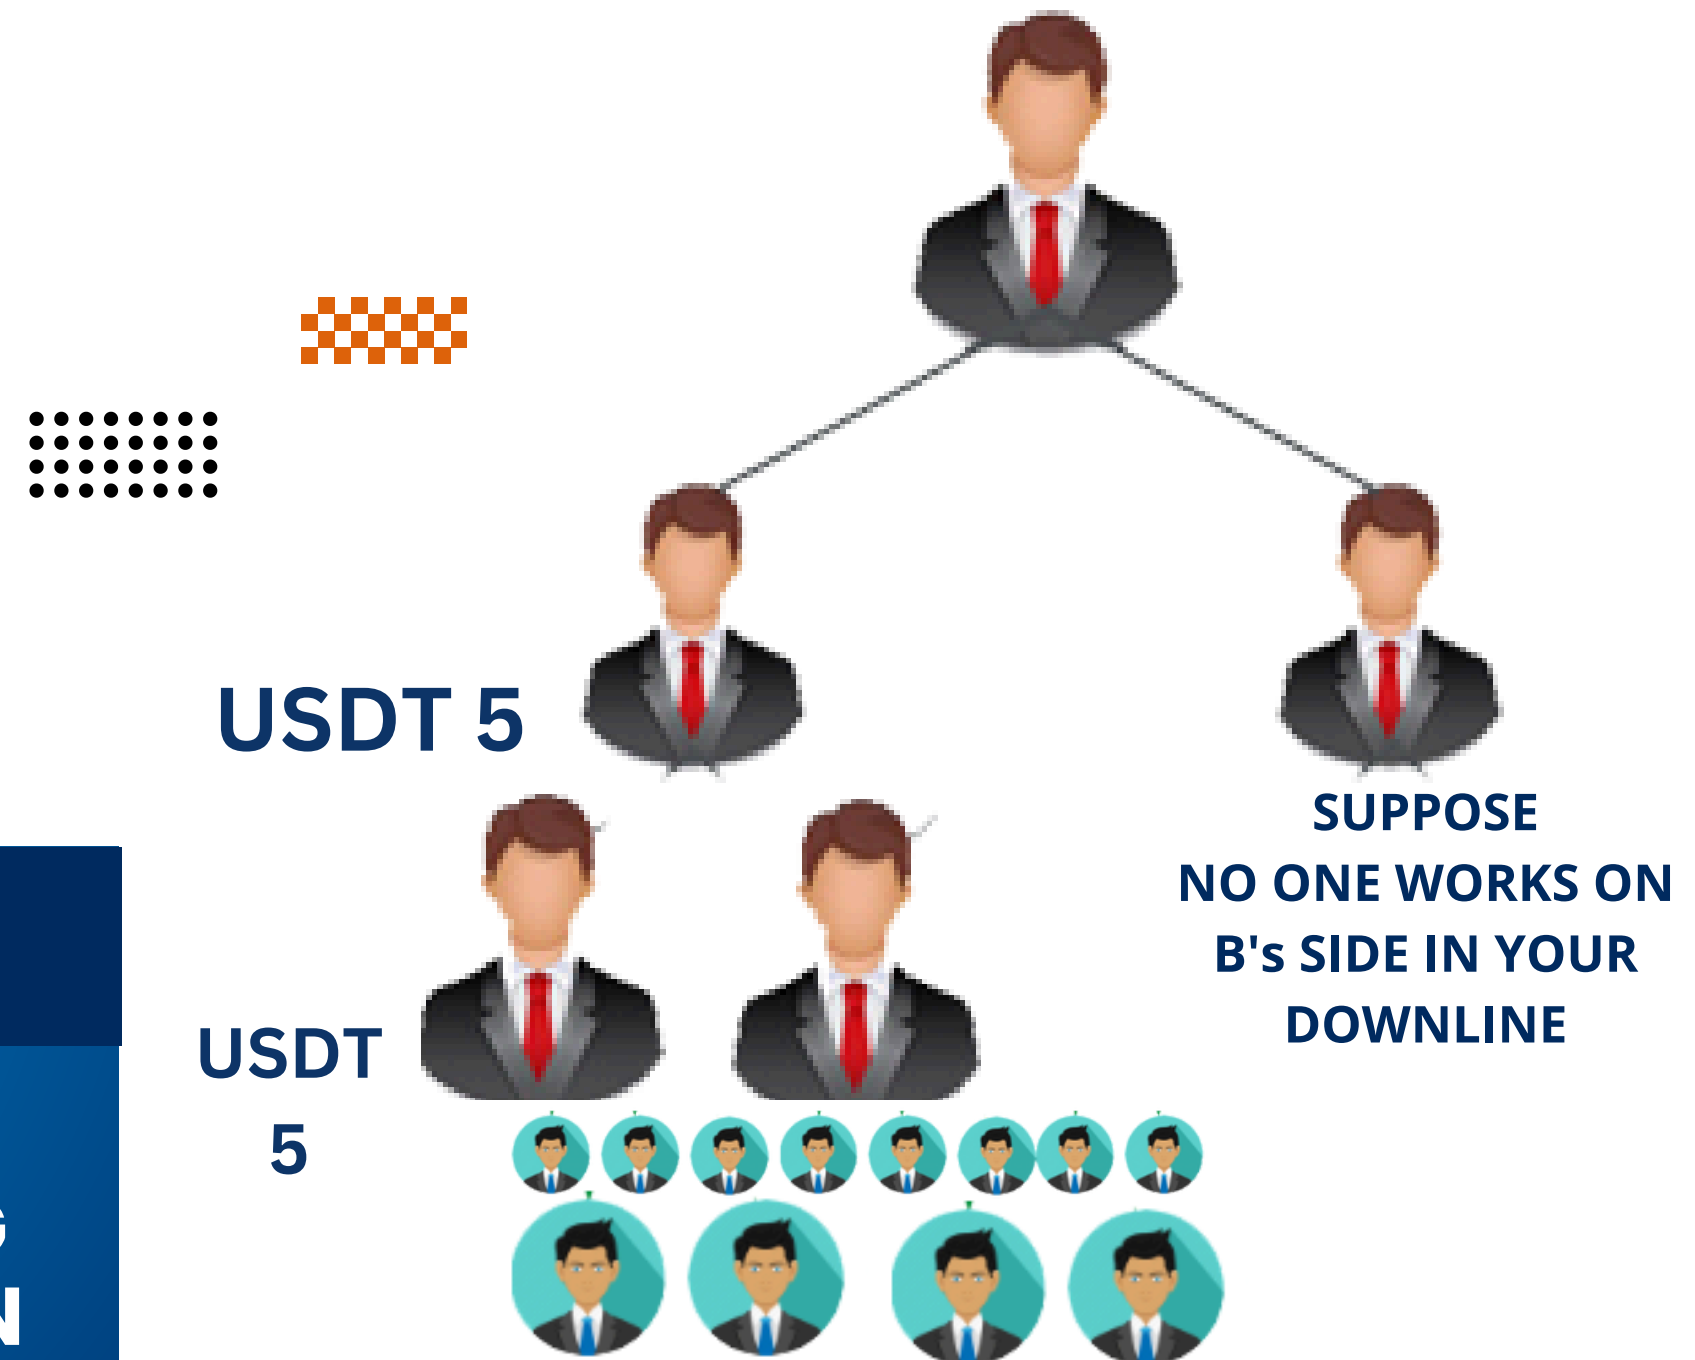 USDT 5
SUPPOSE
NO ONE WORKS ON
B's SIDE IN YOUR
DOWNLINE
USDT
5
G
N